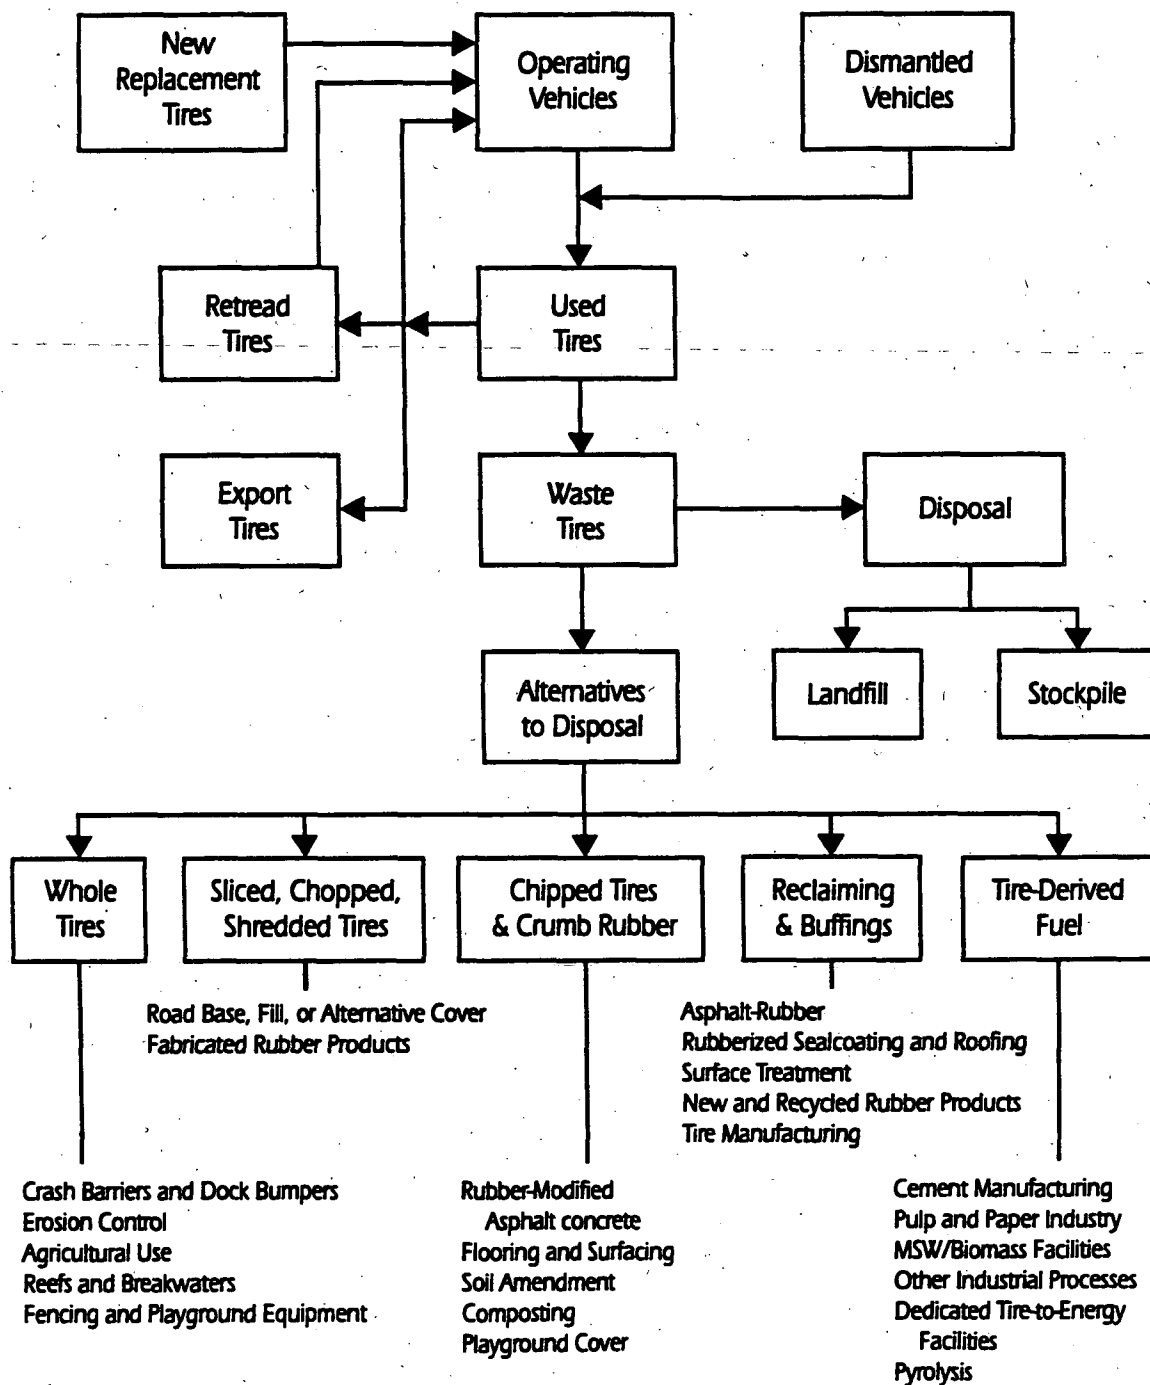 New
Replacement
Tires
Operating
Vehicles
Dismantled
Vehicles
Retread
Tires
Used
Tires
Export
Tires
Waste
Tires
Disposal
Alternatives
to Disposal
Landfill
Stockpile
Whole
Tires
Sliced, Chopped,
Shredded Tires
Chipped Tires
& Crumb Rubber
Reclaiming
& Buffings
Tire-Derived
Fuel
Road Base, Fill, or Alternative Cover
Fabricated Rubber Products
Asphalt-Rubber
Rubberized Sealcoating and Roofing
Surface Treatment
New and Recycled Rubber Products
Tire Manufacturing
Crash Barriers and Dock Bumpers
Erosion Control
Agricultural Use
Reefs and Breakwaters
Fencing and Playground Equipment
Rubber-Modified
Asphalt concrete
Flooring and Surfacing
Soil Amendment
Composting
Playground Cover
Cement Manufacturing
Pulp and Paper Industry
MSW/Biomass Facilities
Other Industrial Processes
Dedicated Tire-to-Energy
Facilities
Pyrolysis